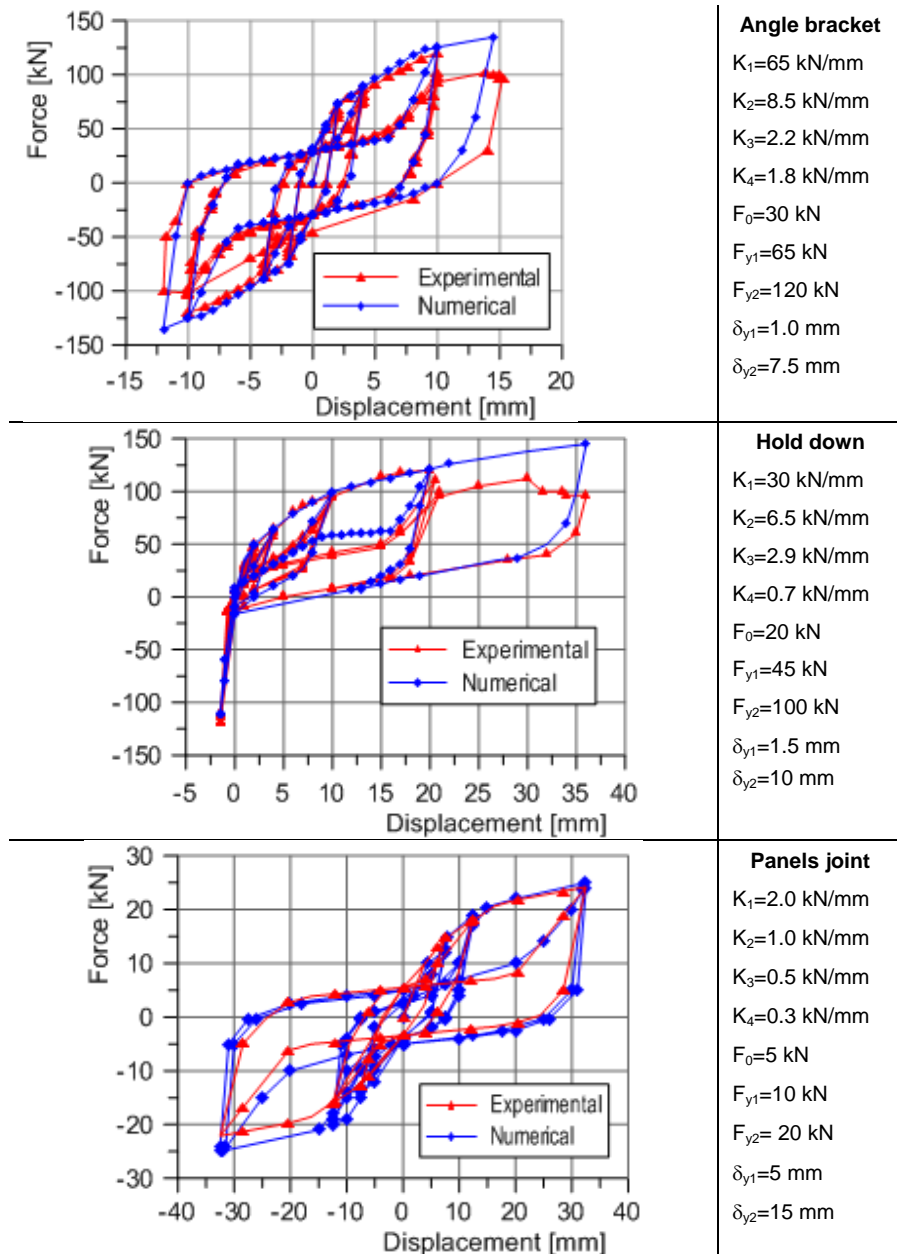 Angle bracket
K1=65 kN/mm
K2=8.5 kN/mm
K3=2.2 kN/mm
K4=1.8 kN/mm
F0=30 kN
Fy1=65 kN
Fy2=120 kN
δy1=1.0 mm
δy2=7.5 mm
Force [kN]
150
100
50
0
-50
-100
-150
Experimental
Numerical
-15 -10 -5 0 5 10 15 20
Displacement [mm]
Hold down
K1=30 kN/mm
K2=6.5 kN/mm
K3=2.9 kN/mm
K4=0.7 kN/mm
F0=20 kN
Fy1=45 kN
Fy2=100 kN
δy1=1.5 mm
δy2=10 mm
Force [kN]
150
100
50
0
-50
-100
-150
Experimental
Numerical
-5 0 5 10 15 20 25 30 35 40
Displacement [mm]
Panels joint
K1=2.0 kN/mm
K2=1.0 kN/mm
K3=0.5 kN/mm
K4=0.3 kN/mm
F0=5 kN
Fy1=10 kN
Fy2= 20 kN
δy1=5 mm
δy2=15 mm
Force [kN]
30
20
10
0
-10
-20
-30
Experimental
Numerical
-40 -30 -20 -10 0 10 20 30 40
Displacement [mm]